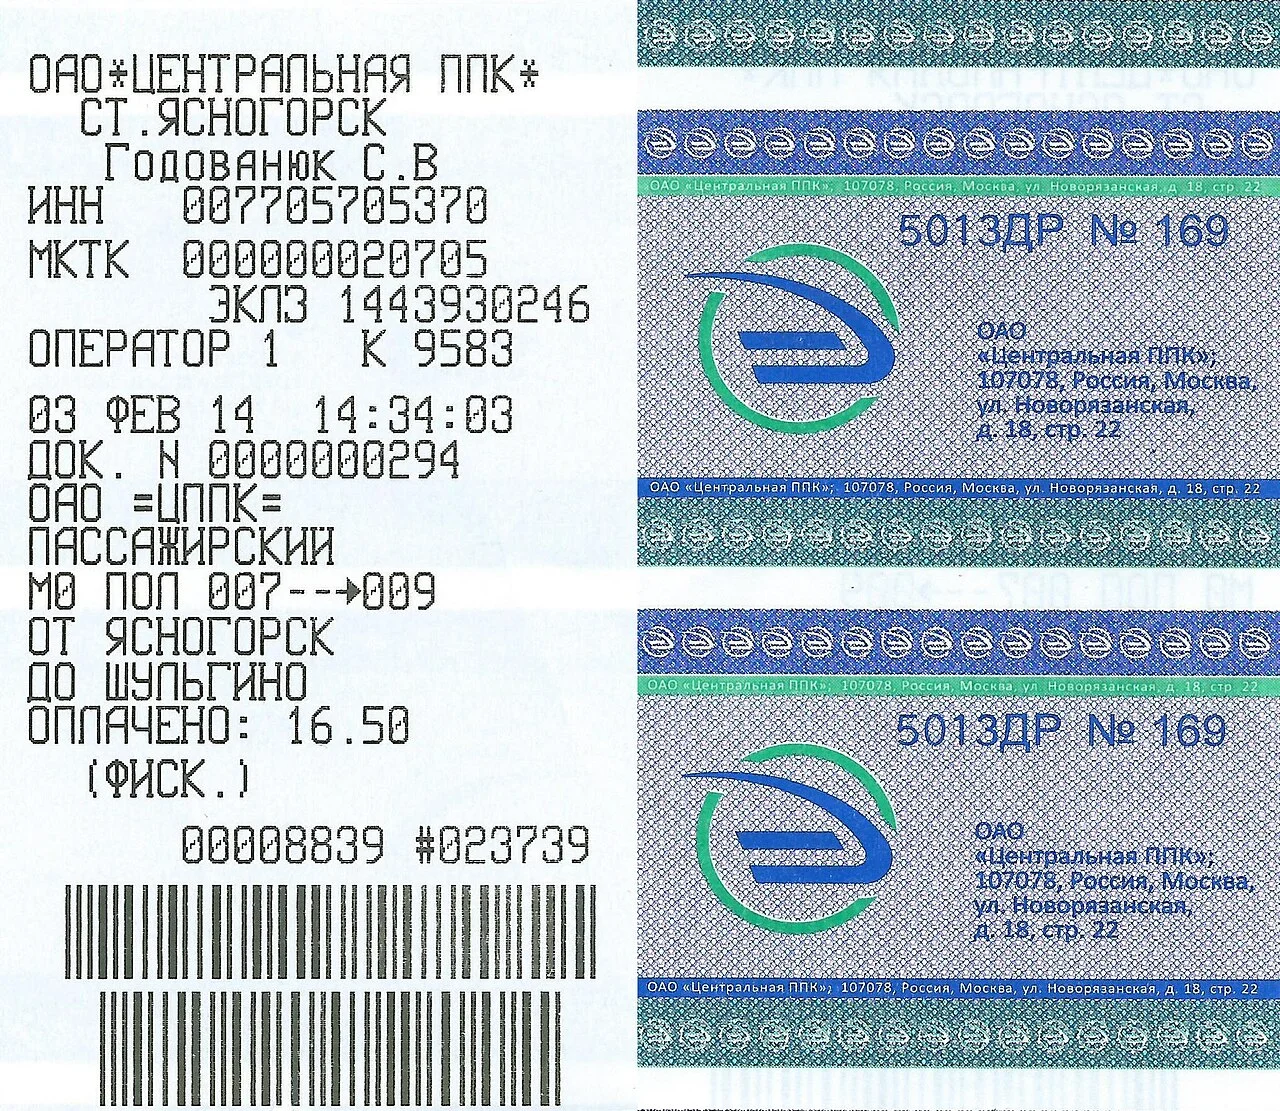 ОАО*ЦЕНТРАЛЬНАЯ ППК*
СТ.ЯСНОГОРСК
Годованюк С.В
ИНН 007705705370
МКТК 000000020705
ЭКЛЗ 1443930246
ОПЕРАТОР 1 К 9583
03 ФЕВ 14 14:34:03
ДОК. N 0000000294
ОАО =ЦППК=
ПАССАЖИРСКИЙ
М0 ПОЛ 007--→009
ОТ ЯСНОГОРСК
ДО ШУЛЬГИНО
ОПЛАЧЕНО: 16.50
(ФИСК.)
00008839 #023739
ОАО «Центральная ППК»; 107078, Россия, Москва, ул. Новорязанская, д. 18, стр. 22
5013ДР № 169
ОАО
«Центральная ППК»;
107078, Россия, Москва,
ул. Новорязанская,
д. 18, стр. 22
ОАО «Центральная ППК»; 107078, Россия, Москва, ул. Новорязанская, д. 18, стр. 22
ОАО «Центральная ППК»; 107078, Россия, Москва, ул. Новорязанская, д. 18, стр. 22
5013ДР № 169
ОАО
«Центральная ППК»;
107078, Россия, Москва,
ул. Новорязанская,
д. 18, стр. 22
ОАО «Центральная ППК»; 107078, Россия, Москва, ул. Новорязанская, д. 18, стр. 22